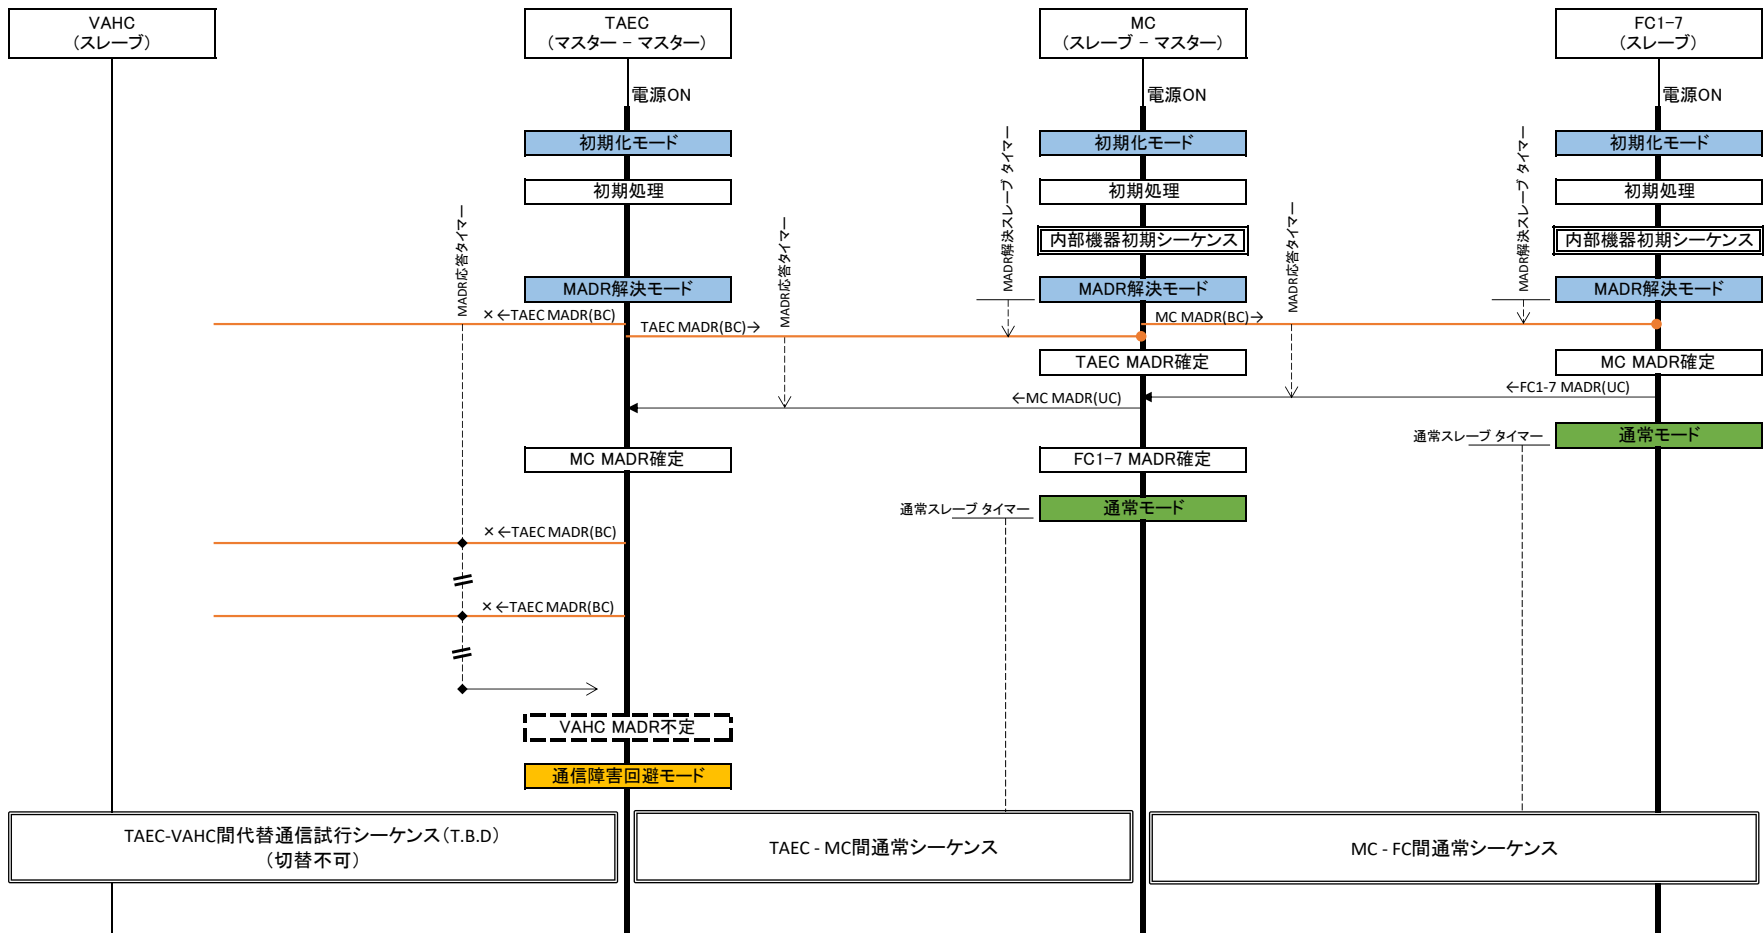 VAHC
(スレーブ)
TAEC
(マスター － マスター)
MC
(スレーブ － マスター)
FC1-7
(スレーブ)
電源ON
電源ON
電源ON
初期化モード
初期化モード
初期化モード
初期処理
初期処理
初期処理
MADR応答タイマー
MADR応答タイマー
MADR解決スレーブ タイマー
MADR応答タイマー
MADR解決スレーブ タイマー
内部機器初期シーケンス
内部機器初期シーケンス
MADR解決モード
MADR解決モード
MADR解決モード
×←TAEC MADR(BC)
TAEC MADR(BC)→
MC MADR(BC)→
TAEC MADR確定
MC MADR確定
←MC MADR(UC)
←FC1-7 MADR(UC)
通常スレーブ タイマー
通常モード
MC MADR確定
FC1-7 MADR確定
通常スレーブ タイマー
通常モード
×←TAEC MADR(BC)
×←TAEC MADR(BC)
VAHC MADR不定
通信障害回避モード
TAEC-VAHC間代替通信試行シーケンス(T.B.D)
(切替不可)
TAEC - MC間通常シーケンス
MC - FC間通常シーケンス